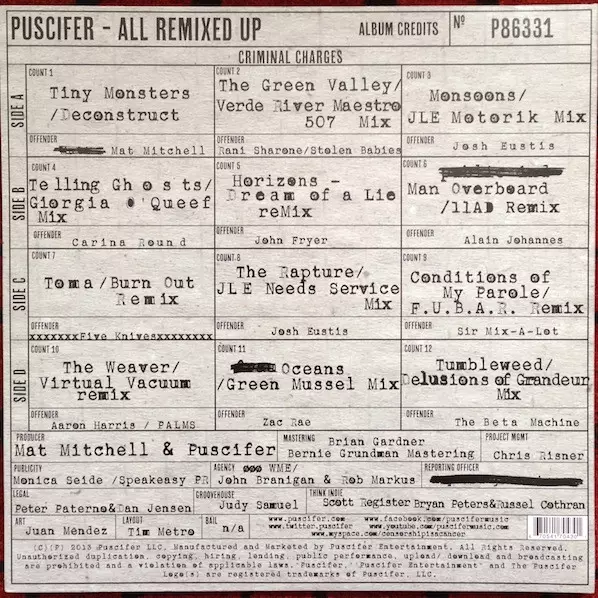 PUSCIFER - ALL REMIXED UP
ALBUM CREDITS
Nº
P86331
CRIMINAL CHARGES
SIDE A
COUNT 1
Tiny Monsters
/Deconstruct
OFFENDER
Mat Mitchell
COUNT 2
The Green Valley/
Verde River Maestro
507 Mix
OFFENDER
Rani Sharone/Stolen Babies
COUNT 3
Monsoons/
JLE Motorik Mix
OFFENDER
Josh Eustis
SIDE B
COUNT 4
Telling Ghosts/
Giorgia O'Queef
Mix
OFFENDER
Carina Round
COUNT 5
Horizons -
Dream of a Lie
reMix
OFFENDER
John Fryer
COUNT 6
Man Overboard
/11AD Remix
OFFENDER
Alain Johannes
SIDE C
COUNT 7
Toma/Burn Out
Remix
OFFENDER
xxxxxxxFive Knivesxxxxxxxx
COUNT 8
The Rapture/
JLE Needs Service
Mix
OFFENDER
Josh Eustis
COUNT 9
Conditions of
My Parole/
F.U.B.A.R. Remix
OFFENDER
Sir Mix-A-Lot
SIDE D
COUNT 10
The Weaver/
Virtual Vacuum
remix
OFFENDER
Aaron Harris / PALMS
COUNT 11
Oceans
/Green Mussel Mix
OFFENDER
Zac Rae
COUNT 12
Tumbleweed/
Delusions of Grandeur
Mix
OFFENDER
The Beta Machine
PRODUCER
Mat Mitchell & Puscifer
MASTERING
Brian Gardner
Bernie Grundman Mastering
PROJECT MGMT
Chris Risner
PUBLICITY
Monica Seide /Speakeasy PR
AGENCY
WME/
John Branigan & Rob Markus
REPORTING OFFICER
LEGAL
Peter Paterno&Dan Jensen
GROOVEHOUSE
Judy Samuel
THINK INDIE
Scott Register Bryan Peters&Russel Cothran
ART
Juan Mendez
LAYOUT
Tim Metro
BAIL
n/a
www.puscifer.com
www.twitter.puscifer
www.facebook.com/puscifermusic
www.youtube.com/puscifermusic
www.myspace.com/censorshipisacancer
(C)(P) 2013 Puscifer LLC. Manufactured and Marketed by Puscifer Entertainment. All Rights Reserved.
Unauthorized duplication, copying, hiring, lending, public performance, upload/ download and broadcasting
are prohibited and a violation of applicable laws. 'Puscifer,' 'Puscifer Entertainment' and The Puscifer
Logo(s) are registered trademarks of Puscifer, LLC.